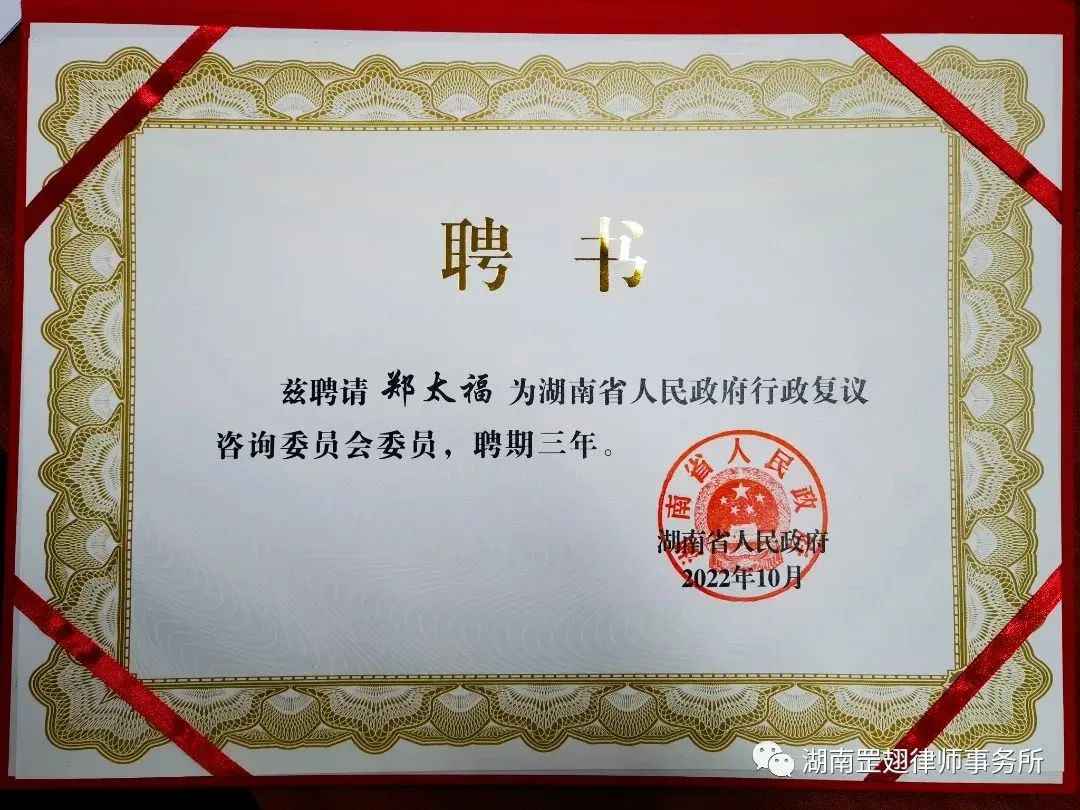 聘 书
兹聘请 郑太福 为湖南省人民政府行政复议
咨询委员会委员，聘期三年。
湖南省人民政府
湖南省人民政府
2022年10月
湖南罡翅律师事务所